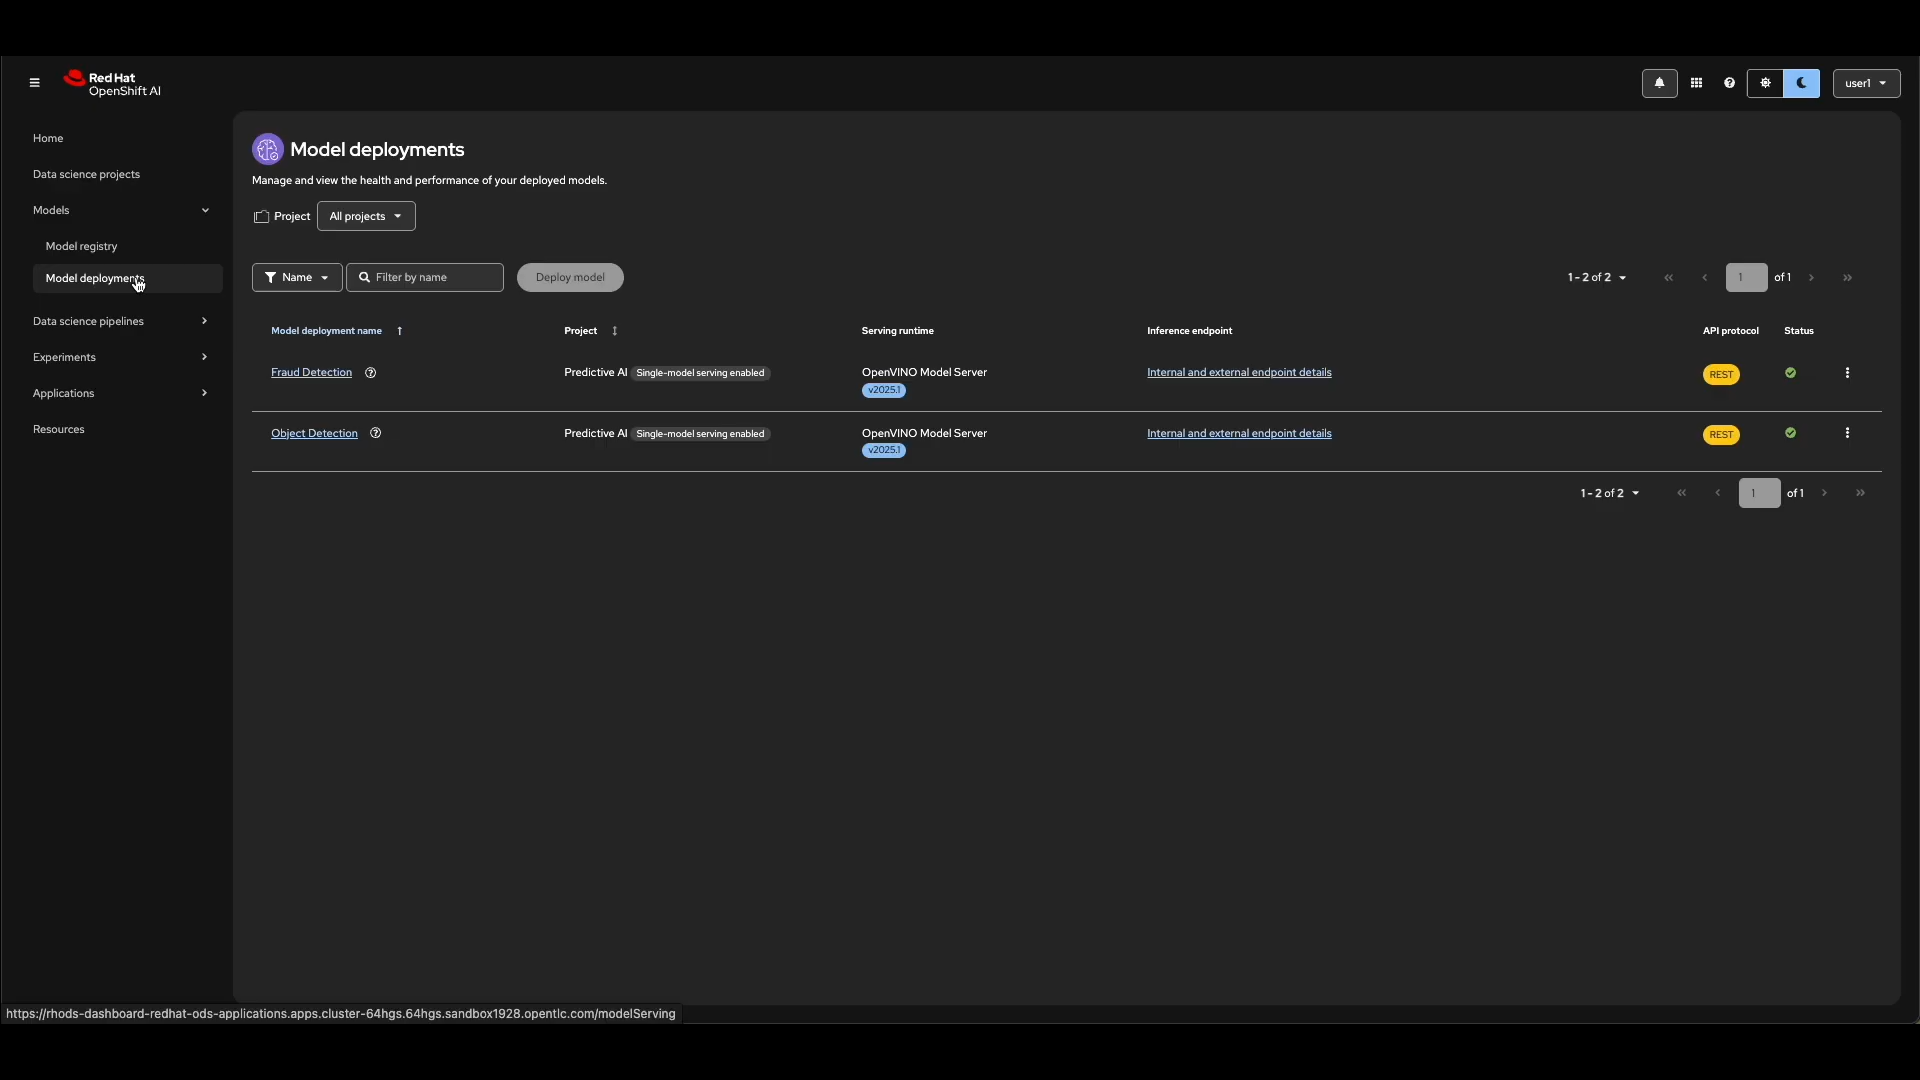 Red Hat
OpenShift AI
user1
Home
Data science projects
Models
Model registry
Model deployments
Data science pipelines
Experiments
Applications
Resources
Model deployments
Manage and view the health and performance of your deployed models.
Project All projects
Name Filter by name Deploy model 1 - 2 of 2 1 of 1
Model deployment name Project Serving runtime Inference endpoint API protocol Status
Fraud Detection Predictive AI Single-model serving enabled OpenVINO Model Server Internal and external endpoint details REST
v2025.1
Object Detection Predictive AI Single-model serving enabled OpenVINO Model Server Internal and external endpoint details REST
v2025.1
1 - 2 of 2 1 of 1
https://rhods-dashboard-redhat-ods-applications.apps.cluster-64hgs.64hgs.sandbox1928.opentlc.com/modelServing